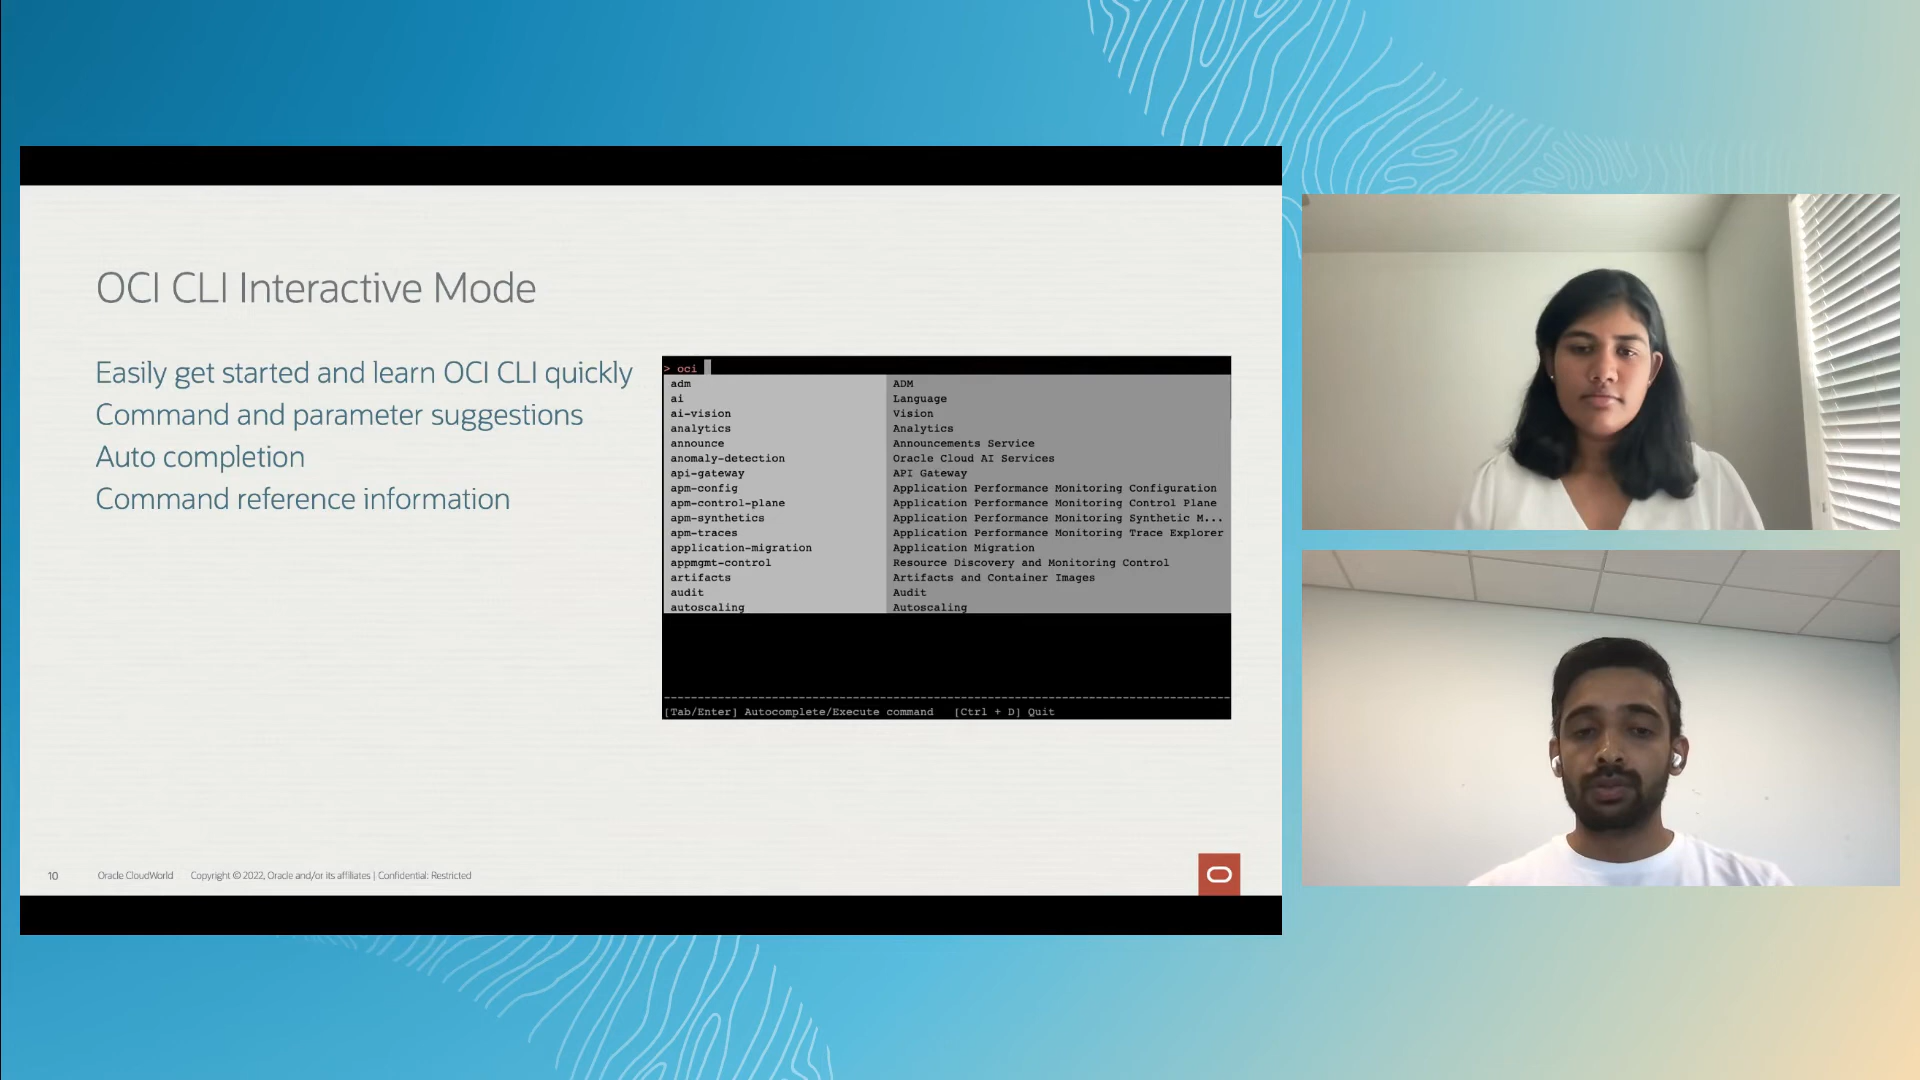 OCI CLI Interactive Mode
Easily get started and learn OCI CLI quickly
Command and parameter suggestions
Auto completion
Command reference information
> oci
adm ADM
ai Language
ai-vision Vision
analytics Analytics
announce Announcements Service
anomaly-detection Oracle Cloud AI Services
api-gateway API Gateway
apm-config Application Performance Monitoring Configuration
apm-control-plane Application Performance Monitoring Control Plane
apm-synthetics Application Performance Monitoring Synthetic M...
apm-traces Application Performance Monitoring Trace Explorer
application-migration Application Migration
appmgmt-control Resource Discovery and Monitoring Control
artifacts Artifacts and Container Images
audit Audit
autoscaling Autoscaling
[Tab/Enter] Autocomplete/Execute command [Ctrl + D] Quit
10 Oracle CloudWorld Copyright © 2022, Oracle and/or its affiliates | Confidential: Restricted